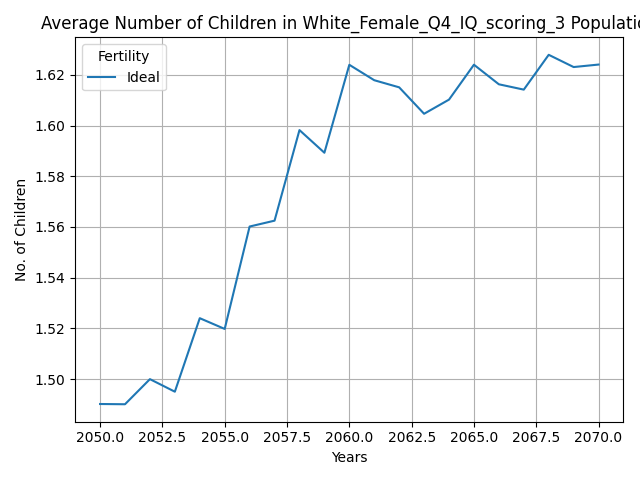 Average Number of Children in White_Female_Q4_IQ_scoring_3 Populatio
Fertility
Ideal
No. of Children
1.62
1.60
1.58
1.56
1.54
1.52
1.50
2050.0 2052.5 2055.0 2057.5 2060.0 2062.5 2065.0 2067.5 2070.0
Years